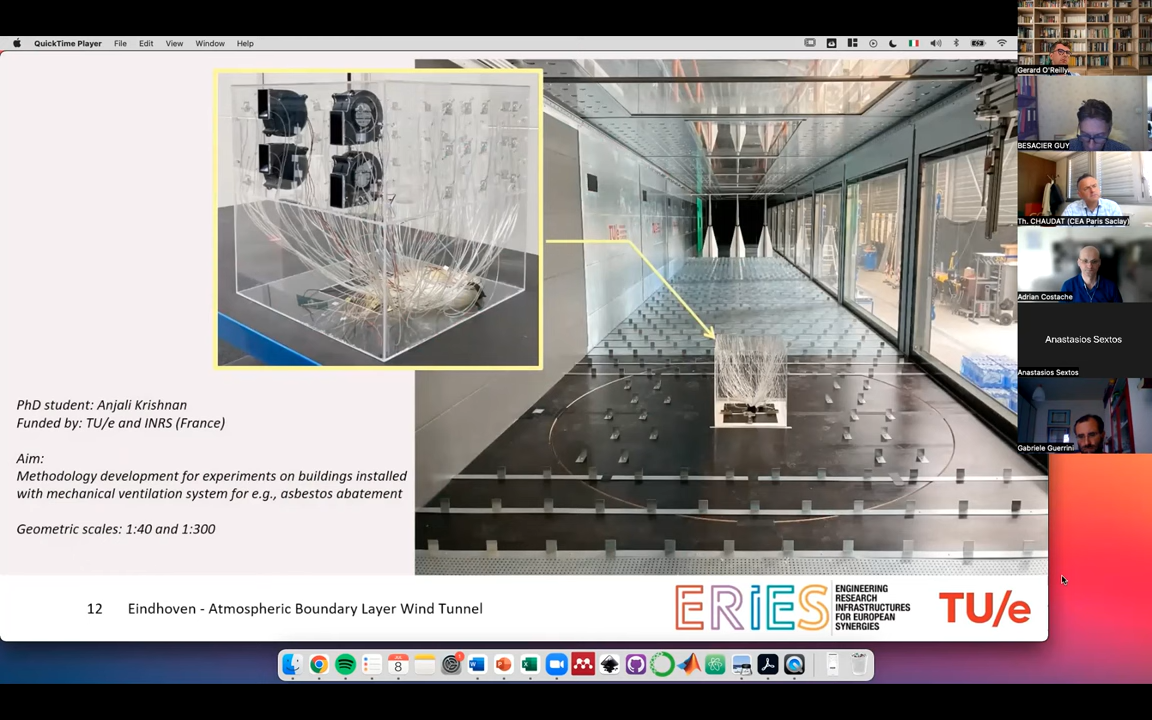 QuickTime Player File Edit View Window Help
Gerard O'Reilly
BESACIER GUY
Th. CHAUDAT (CEA Paris Saclay)
Adrian Costache
Anastasios Sextos
Anastasios Sextos
Gabriele Guerrini
PhD student: Anjali Krishnan
Funded by: TU/e and INRS (France)
Aim:
Methodology development for experiments on buildings installed
with mechanical ventilation system for e.g., asbestos abatement
Geometric scales: 1:40 and 1:300
12 Eindhoven - Atmospheric Boundary Layer Wind Tunnel
ERIES
ENGINEERING
RESEARCH
INFRASTRUCTURES
FOR EUROPEAN
SYNERGIES
TU/e
8